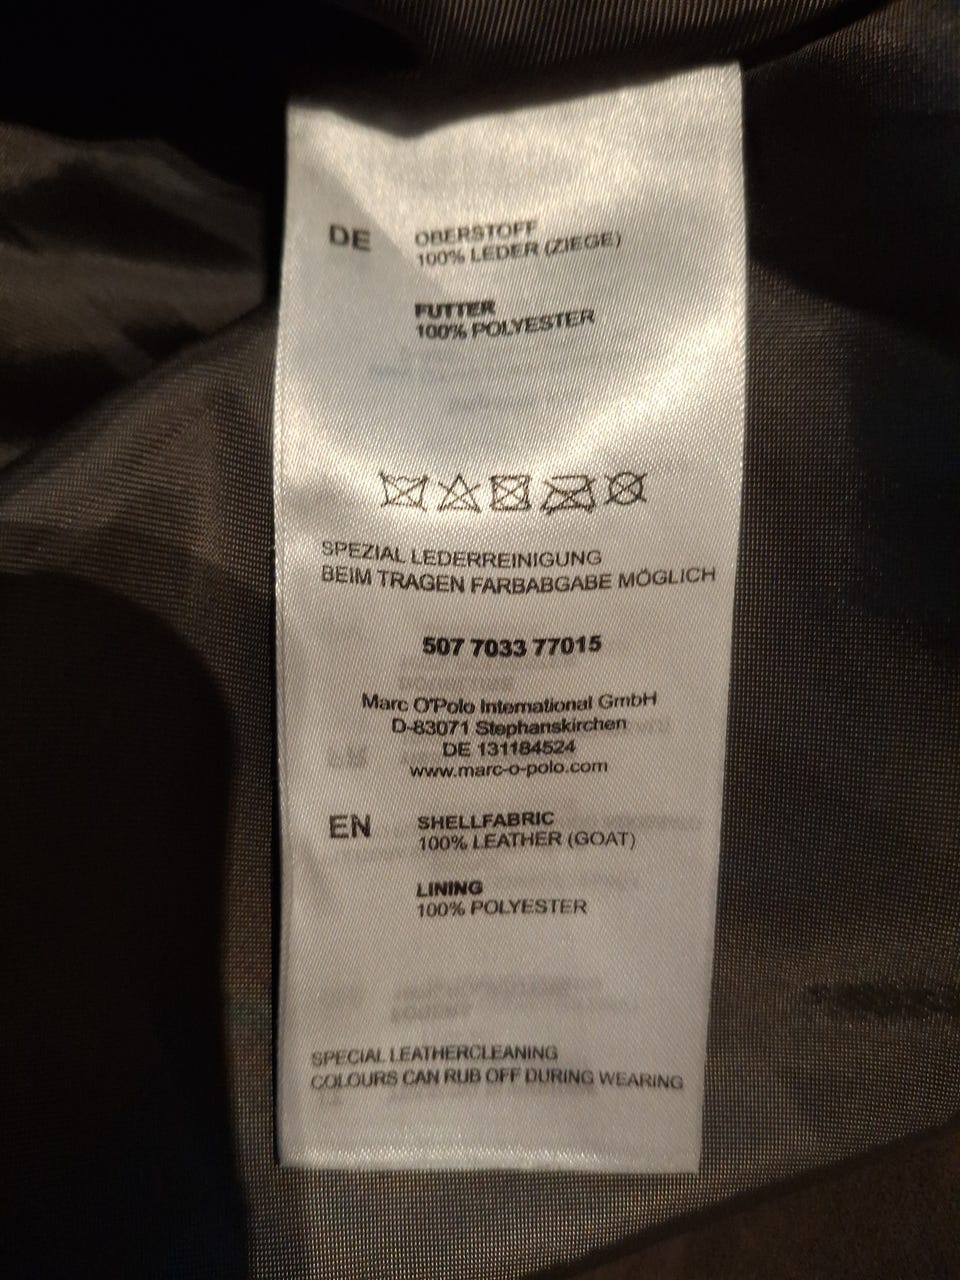 DE
OBERSTOFF
100% LEDER (ZIEGE)
FUTTER
100% POLYESTER
SPEZIAL LEDERREINIGUNG
BEIM TRAGEN FARBABGABE MÖGLICH
507 7033 77015
Marc O'Polo International GmbH
D-83071 Stephanskirchen
DE 131184524
www.marc-o-polo.com
EN
SHELLFABRIC
100% LEATHER (GOAT)
LINING
100% POLYESTER
SPECIAL LEATHERCLEANING
COLOURS CAN RUB OFF DURING WEARING